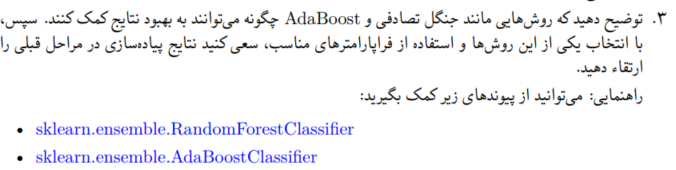 ۳. توضیح دهید که روش‌هایی مانند جنگل تصادفی و AdaBoost چگونه می‌توانند به بهبود نتایج کمک کنند. سپس،
با انتخاب یکی از این روش‌ها و استفاده از فراپارامترهای مناسب، سعی کنید نتایج پیاده‌سازی در مراحل قبلی را
ارتقاء دهید.
راهنمایی: می‌توانید از پیوندهای زیر کمک بگیرید:
• sklearn.ensemble.RandomForestClassifier
• sklearn.ensemble.AdaBoostClassifier